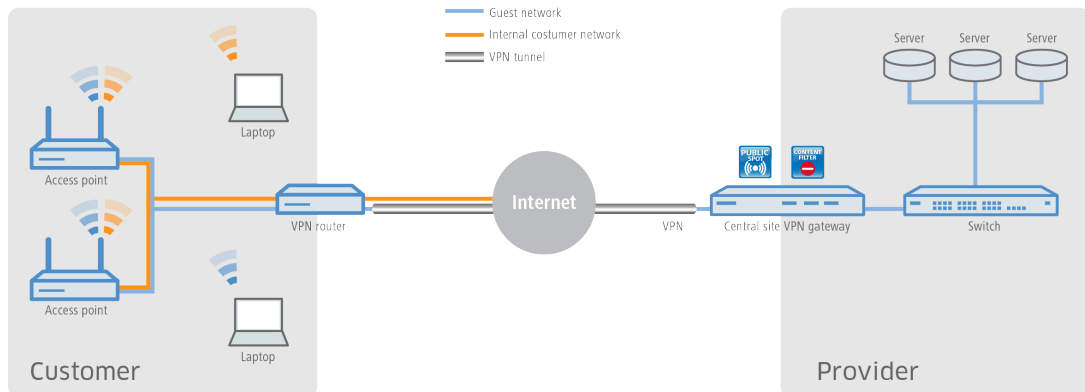 Guest network
Internal costumer network
VPN tunnel
Server Server Server
Laptop
PUBLIC
SPOT
CONTENT
FILTER
Access point
Internet
VPN router
VPN
Central site VPN gateway
Switch
Access point
Laptop
Customer
Provider